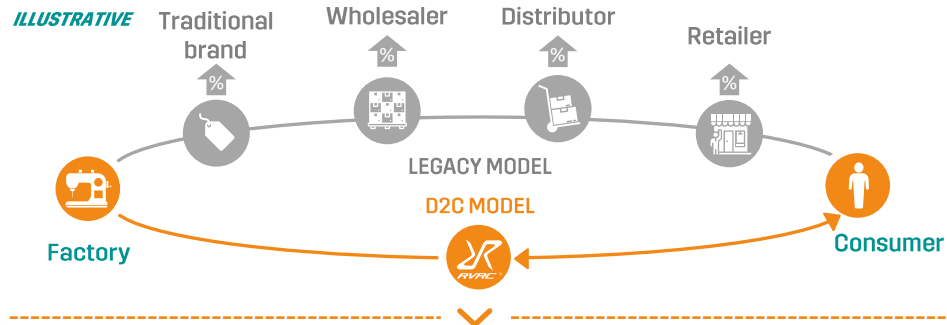 ILLUSTRATIVE
Traditional
brand
Wholesaler
Distributor
Retailer
%
%
%
%
LEGACY MODEL
D2C MODEL
Factory
RVRC
Consumer